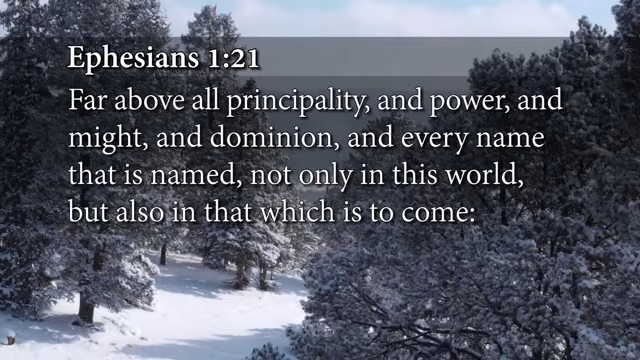 Ephesians 1:21
Far above all principality, and power, and
might, and dominion, and every name
that is named, not only in this world,
but also in that which is to come: